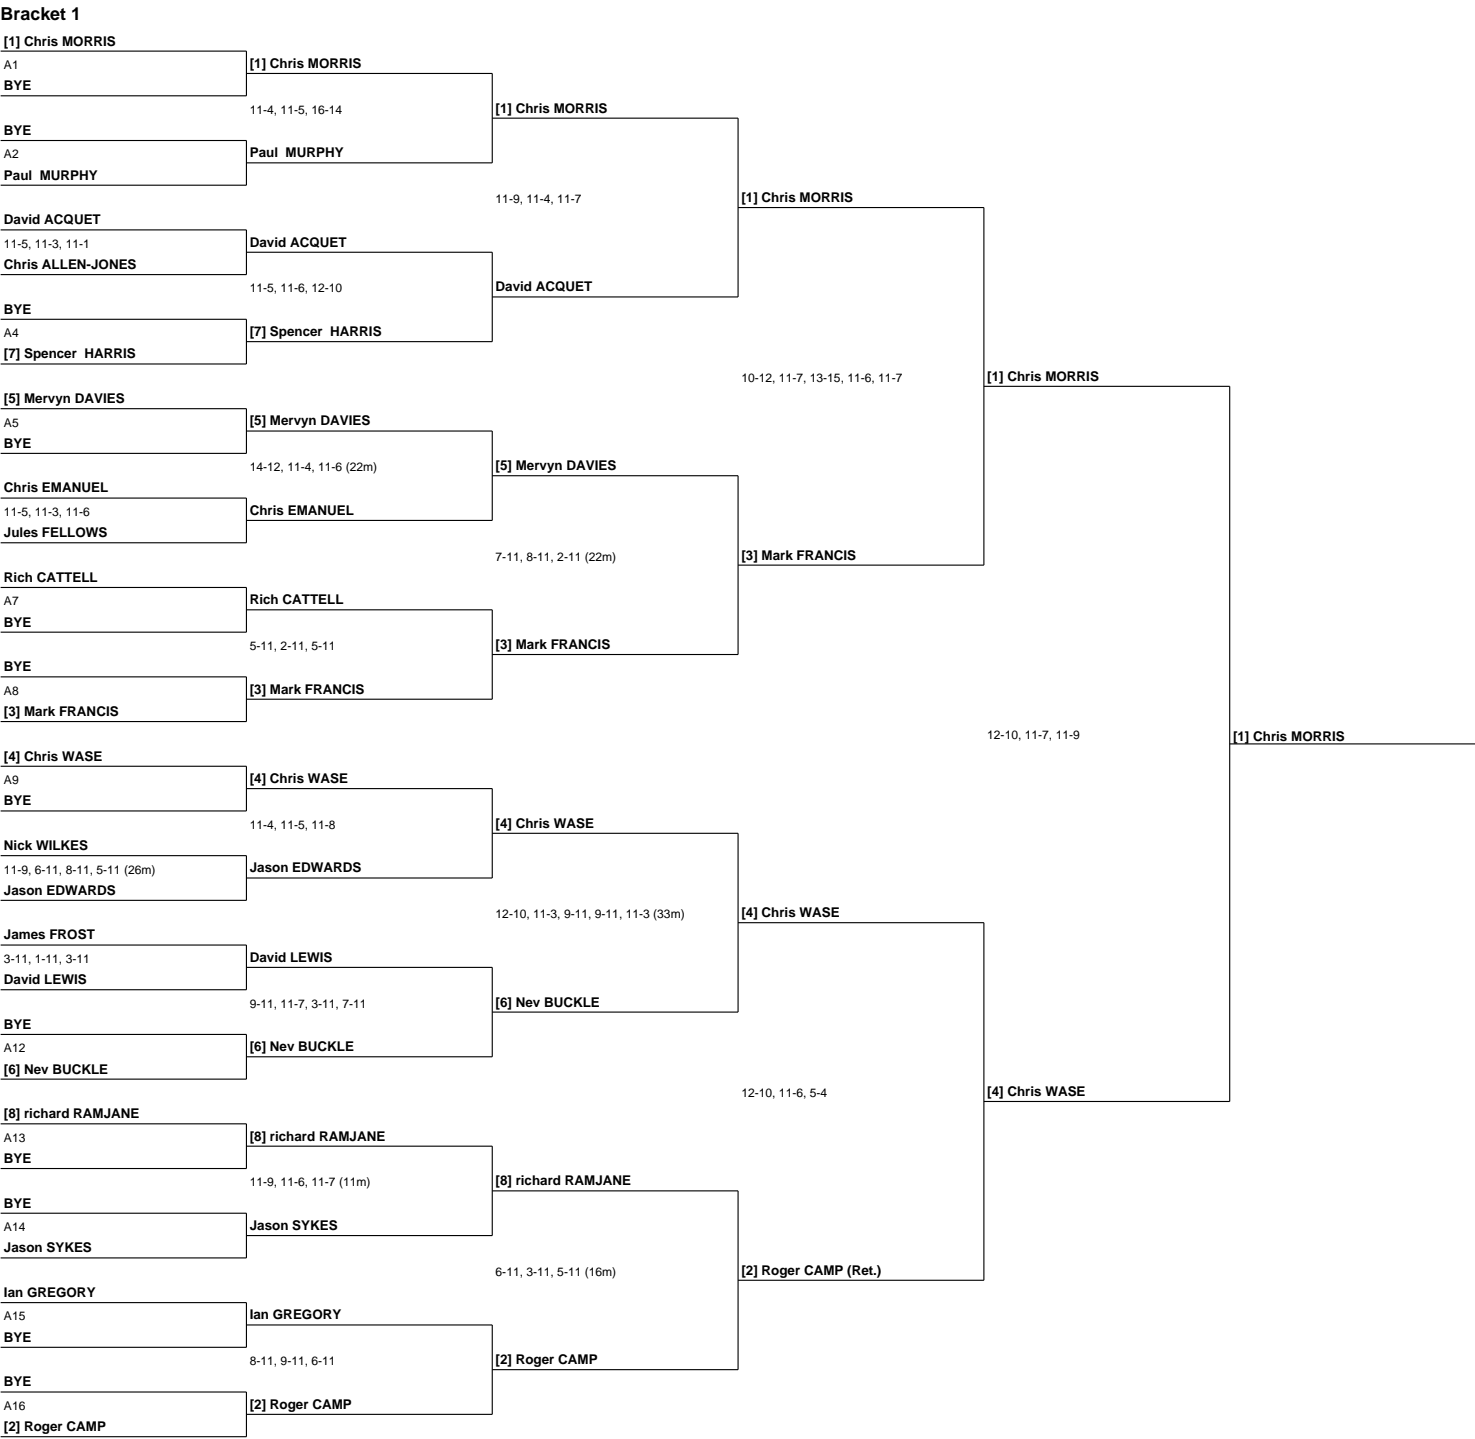 Bracket 1
[1] Chris MORRIS
A1
BYE
BYE
A2
Paul  MURPHY
David ACQUET
11-5, 11-3, 11-1
Chris ALLEN-JONES
BYE
A4
[7] Spencer  HARRIS
[5] Mervyn DAVIES
A5
BYE
Chris EMANUEL
11-5, 11-3, 11-6
Jules FELLOWS
Rich CATTELL
A7
BYE
BYE
A8
[3] Mark FRANCIS
[4] Chris WASE
A9
BYE
Nick WILKES
11-9, 6-11, 8-11, 5-11 (26m)
Jason EDWARDS
James FROST
3-11, 1-11, 3-11
David LEWIS
BYE
A12
[6] Nev BUCKLE
[8] richard RAMJANE
A13
BYE
BYE
A14
Jason SYKES
Ian GREGORY
A15
BYE
BYE
A16
[2] Roger CAMP
[1] Chris MORRIS
11-4, 11-5, 16-14
Paul  MURPHY
David ACQUET
11-5, 11-6, 12-10
[7] Spencer  HARRIS
[5] Mervyn DAVIES
14-12, 11-4, 11-6 (22m)
Chris EMANUEL
Rich CATTELL
5-11, 2-11, 5-11
[3] Mark FRANCIS
[4] Chris WASE
11-4, 11-5, 11-8
Jason EDWARDS
David LEWIS
9-11, 11-7, 3-11, 7-11
[6] Nev BUCKLE
[8] richard RAMJANE
11-9, 11-6, 11-7 (11m)
Jason SYKES
Ian GREGORY
8-11, 9-11, 6-11
[2] Roger CAMP
[1] Chris MORRIS
11-9, 11-4, 11-7
David ACQUET
[5] Mervyn DAVIES
7-11, 8-11, 2-11 (22m)
[3] Mark FRANCIS
[4] Chris WASE
12-10, 11-3, 9-11, 9-11, 11-3 (33m)
[6] Nev BUCKLE
[8] richard RAMJANE
6-11, 3-11, 5-11 (16m)
[2] Roger CAMP
[1] Chris MORRIS
10-12, 11-7, 13-15, 11-6, 11-7
[3] Mark FRANCIS
[4] Chris WASE
12-10, 11-6, 5-4
[2] Roger CAMP (Ret.)
[1] Chris MORRIS
12-10, 11-7, 11-9
[4] Chris WASE
[1] Chris MORRIS